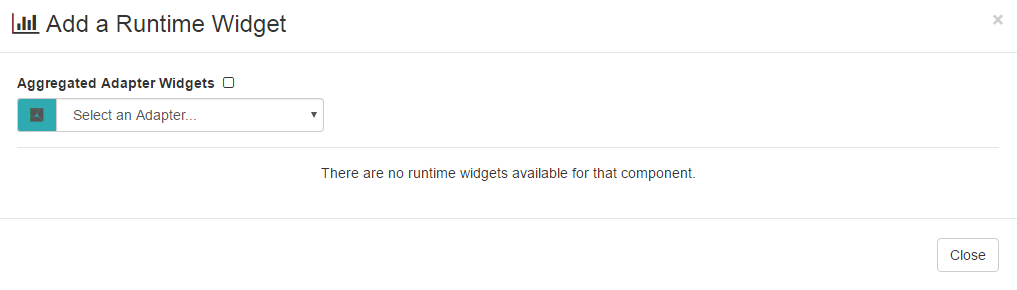 Add a Runtime Widget
×
Aggregated Adapter Widgets
Select an Adapter...
There are no runtime widgets available for that component.
Close